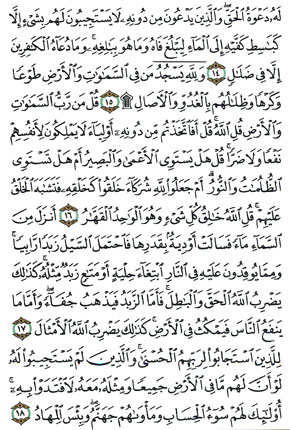 لَهُۥ دَعْوَةُ ٱلْحَقِّ ۖ وَٱلَّذِينَ يَدْعُونَ مِن دُونِهِۦ لَا يَسْتَجِيبُونَ لَهُم بِشَىْءٍ إِلَّا
كَبَٰسِطِ كَفَّيْهِ إِلَى ٱلْمَآءِ لِيَبْلُغَ فَاهُ وَمَا هُوَ بِبَٰلِغِهِۦ ۚ وَمَا دُعَآءُ ٱلْكَٰفِرِينَ
إِلَّا فِى ضَلَٰلٍ ١٤ وَلِلَّهِ يَسْجُدُ مَن فِى ٱلسَّمَٰوَٰتِ وَٱلْأَرْضِ طَوْعًا
وَكَرْهًا وَظِلَٰلُهُم بِٱلْغُدُوِّ وَٱلْءَاصَالِ ۩ ١٥ قُلْ مَن رَّبُّ ٱلسَّمَٰوَٰتِ
وَٱلْأَرْضِ قُلِ ٱللَّهُ ۚ قُلْ أَفَٱتَّخَذْتُم مِّن دُونِهِۦٓ أَوْلِيَآءَ لَا يَمْلِكُونَ لِأَنفُسِهِمْ
نَفْعًا وَلَا ضَرًّا ۚ قُلْ هَلْ يَسْتَوِى ٱلْأَعْمَىٰ وَٱلْبَصِيرُ أَمْ هَلْ تَسْتَوِى
ٱلظُّلُمَٰتُ وَٱلنُّورُ ۗ أَمْ جَعَلُوا۟ لِلَّهِ شُرَكَآءَ خَلَقُوا۟ كَخَلْقِهِۦ فَتَشَٰبَهَ ٱلْخَلْقُ
عَلَيْهِمْ ۚ قُلِ ٱللَّهُ خَٰلِقُ كُلِّ شَىْءٍ وَهُوَ ٱلْوَٰحِدُ ٱلْقَهَّٰرُ ١٦ أَنزَلَ مِنَ
ٱلسَّمَآءِ مَآءً فَسَالَتْ أَوْدِيَةٌۢ بِقَدَرِهَا فَٱحْتَمَلَ ٱلسَّيْلُ زَبَدًا رَّابِيًا ۚ
وَمِمَّا يُوقِدُونَ عَلَيْهِ فِى ٱلنَّارِ ٱبْتِغَآءَ حِلْيَةٍ أَوْ مَتَٰعٍ زَبَدٌ مِّثْلُهُۥ ۚ كَذَٰلِكَ
يَضْرِبُ ٱللَّهُ ٱلْحَقَّ وَٱلْبَٰطِلَ ۚ فَأَمَّا ٱلزَّبَدُ فَيَذْهَبُ جُفَآءً ۖ وَأَمَّا مَا
يَنفَعُ ٱلنَّاسَ فَيَمْكُثُ فِى ٱلْأَرْضِ ۚ كَذَٰلِكَ يَضْرِبُ ٱللَّهُ ٱلْأَمْثَالَ ١٧
لِلَّذِينَ ٱسْتَجَابُوا۟ لِرَبِّهِمُ ٱلْحُسْنَىٰ ۚ وَٱلَّذِينَ لَمْ يَسْتَجِيبُوا۟ لَهُۥ
لَوْ أَنَّ لَهُم مَّا فِى ٱلْأَرْضِ جَمِيعًا وَمِثْلَهُۥ مَعَهُۥ لَٱفْتَدَوْا۟ بِهِۦٓ ۚ
أُو۟لَٰٓئِكَ لَهُمْ سُوٓءُ ٱلْحِسَابِ وَمَأْوَىٰهُمْ جَهَنَّمُ ۖ وَبِئْسَ ٱلْمِهَادُ ١٨